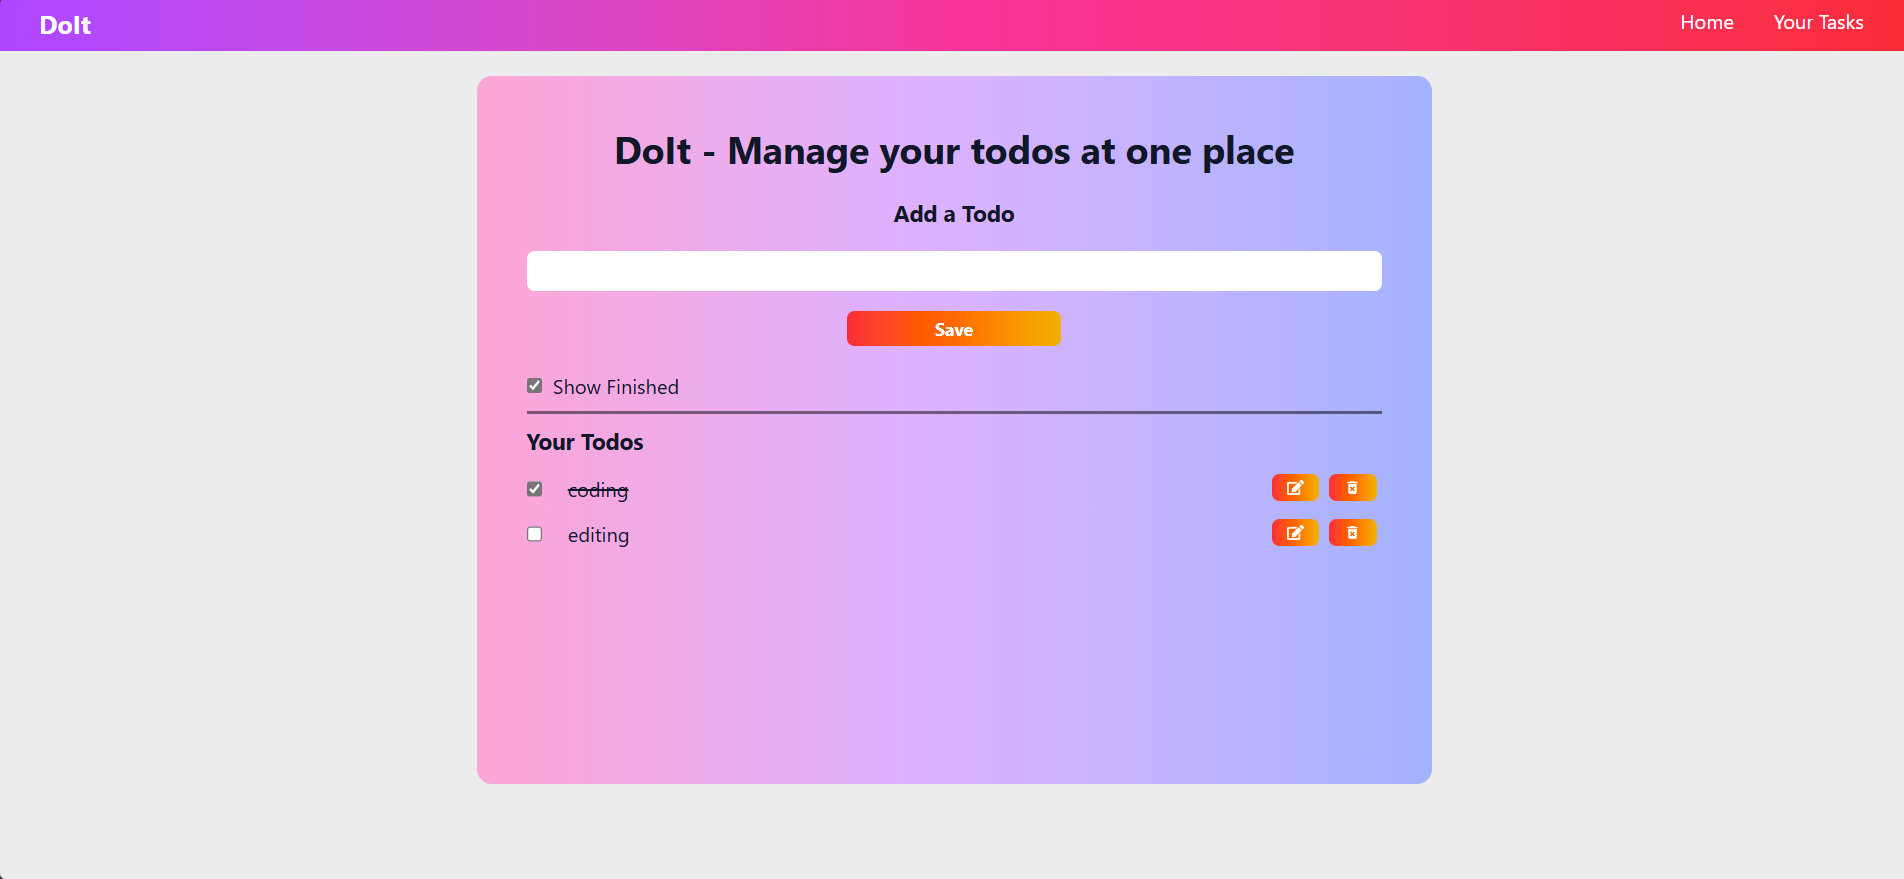 DoIt
Home Your Tasks
DoIt - Manage your todos at one place
Add a Todo
Save
Show Finished
Your Todos
coding
editing